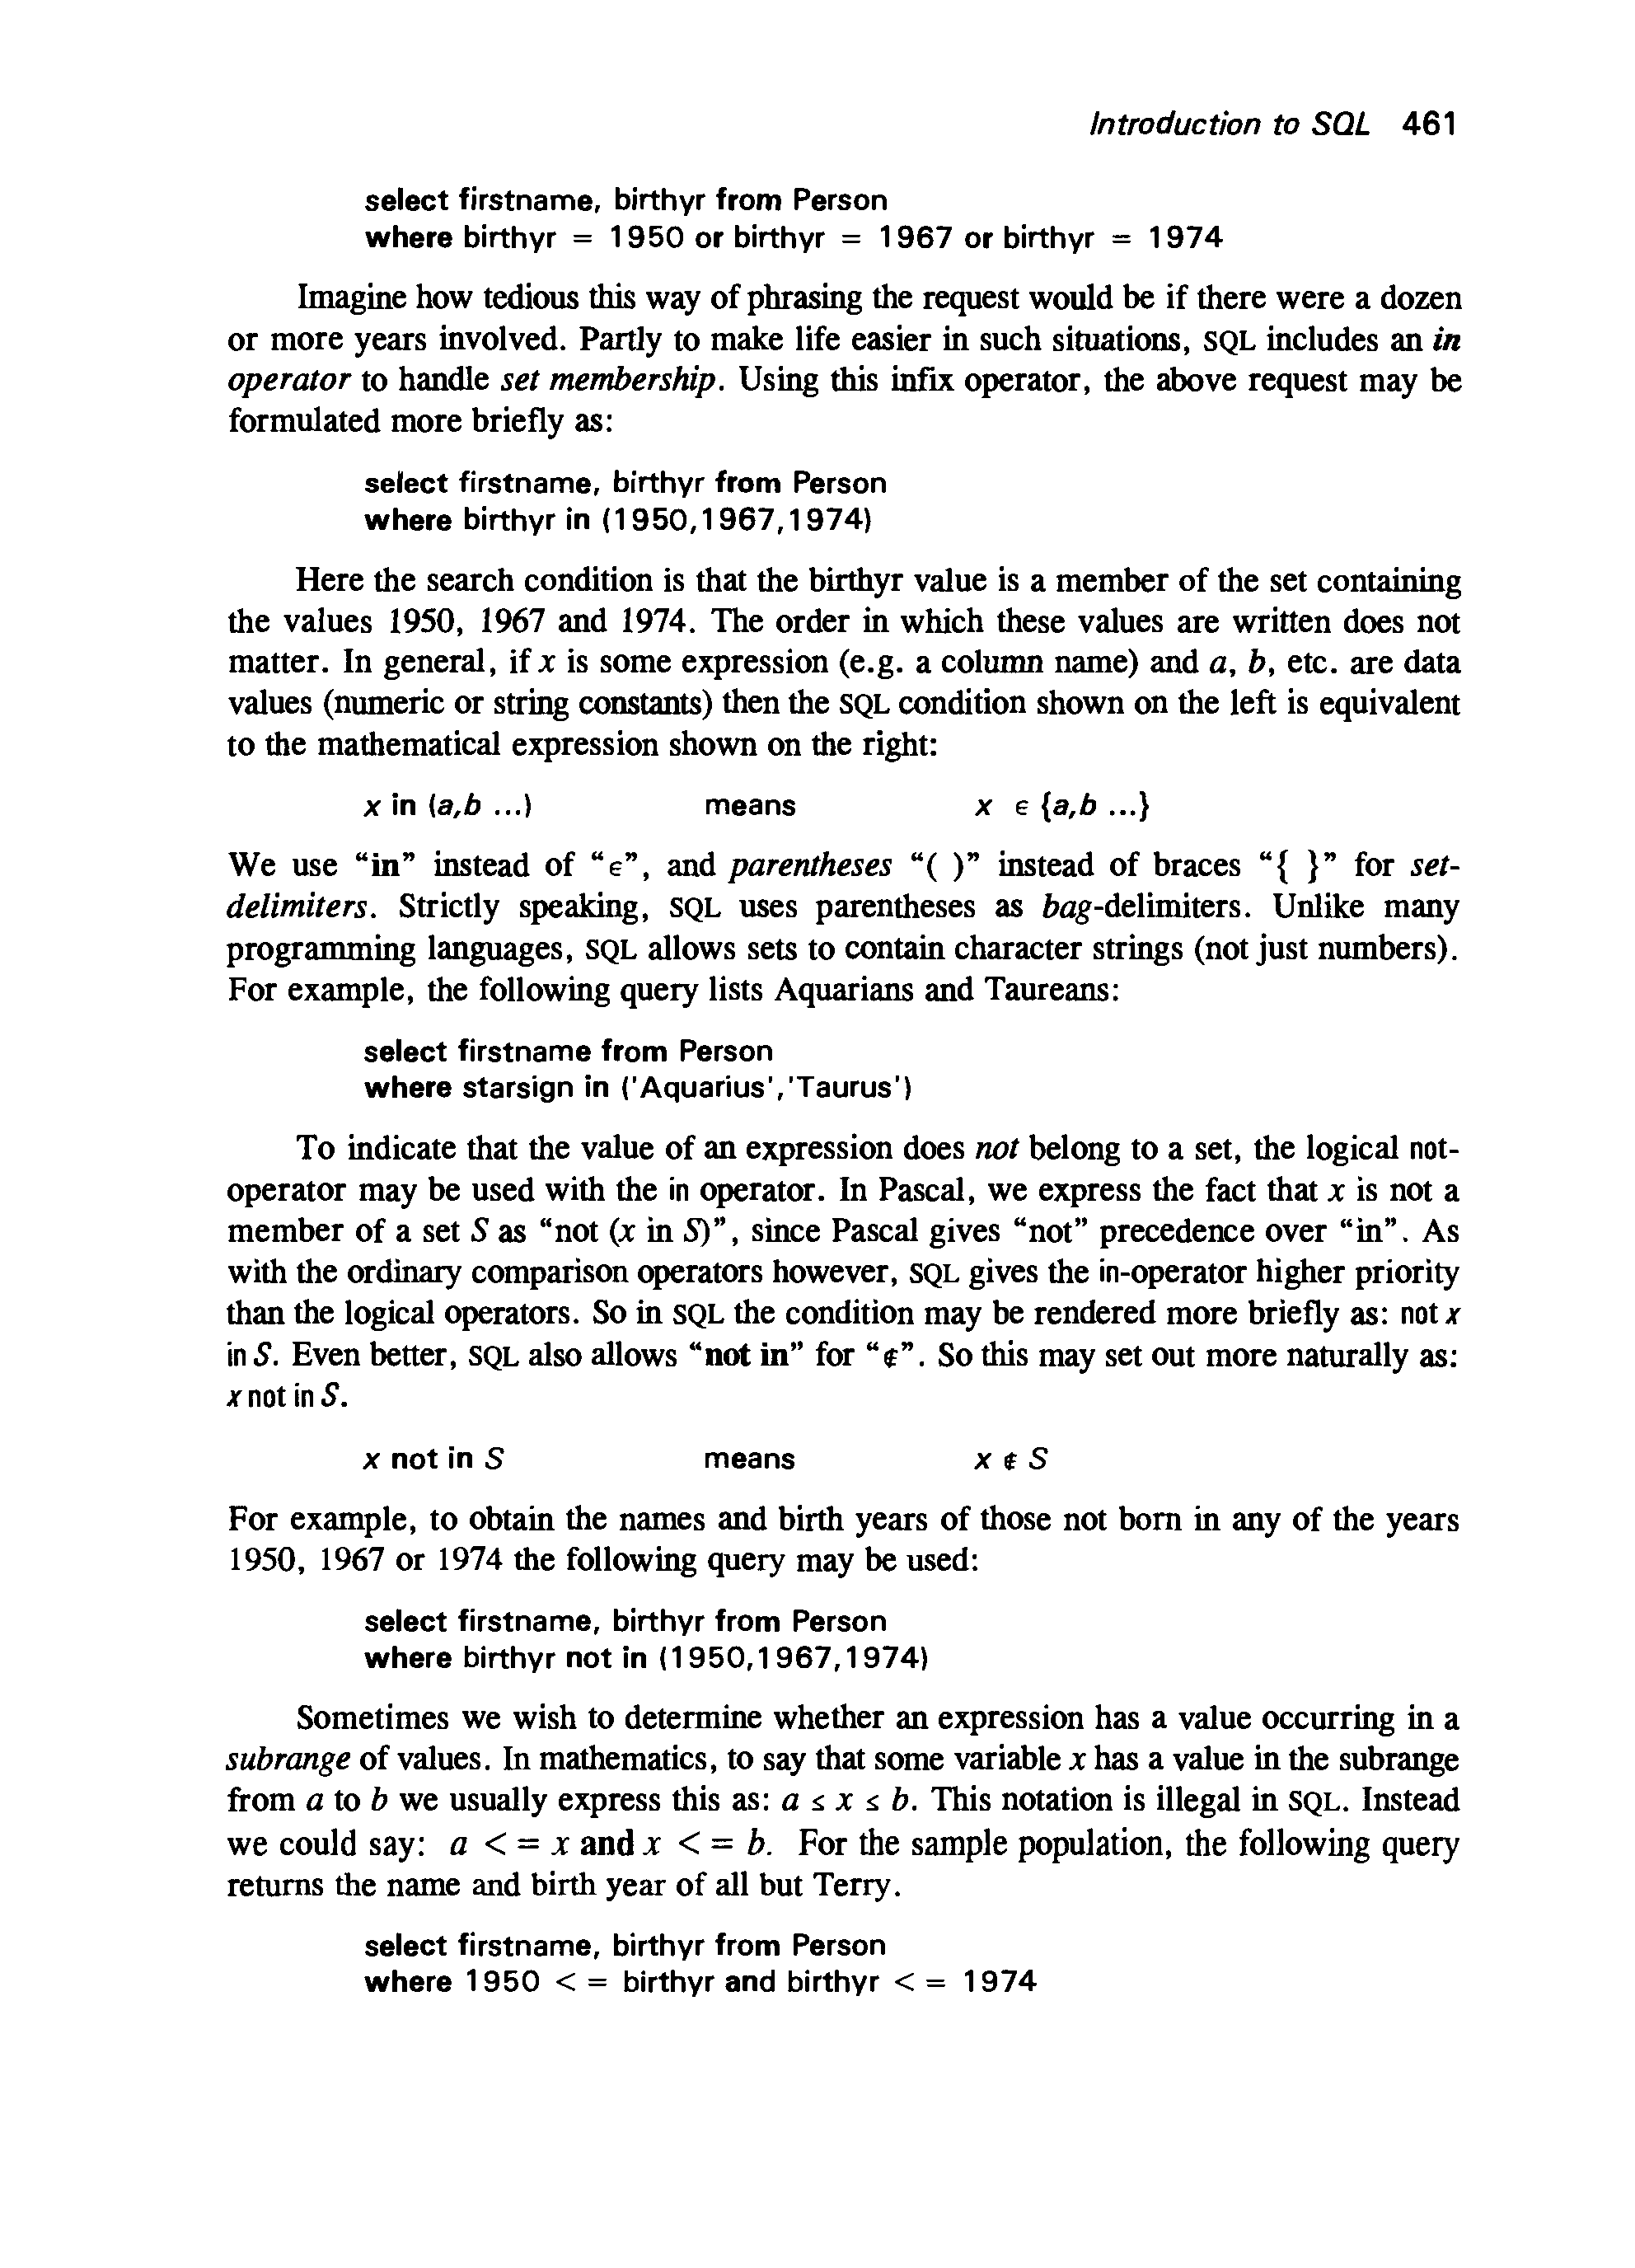 Introduction to SQL 461
select firstname, birthyr from Person
where birthyr = 1950 or birthyr = 1967 or birthyr = 1974
Imagine how tedious this way of phrasing the request would be if there were a dozen
or more years involved. Partly to make life easier in such situations, SQL includes an in
operator to handle set membership. Using this infix operator, the above request may be
formulated more briefly as:
select firstname, birthyr from Person
where birthyr in (1950,1967,1974)
Here the search condition is that the birthyr value is a member of the set containing
the values 1950, 1967 and 1974. The order in which these values are written does not
matter. In general, if x is some expression (e.g. a column name) and a, b, etc. are data
values (numeric or string constants) then the SQL condition shown on the left is equivalent
to the mathematical expression shown on the right:
x in (a,b ...) means x ∈ {a,b ...}
We use “in” instead of “∈”, and parentheses “( )” instead of braces “{ }” for set-
delimiters. Strictly speaking, SQL uses parentheses as bag-delimiters. Unlike many
programming languages, SQL allows sets to contain character strings (not just numbers).
For example, the following query lists Aquarians and Taureans:
select firstname from Person
where starsign in ('Aquarius','Taurus')
To indicate that the value of an expression does not belong to a set, the logical not-
operator may be used with the in operator. In Pascal, we express the fact that x is not a
member of a set S as “not (x in S)”, since Pascal gives “not” precedence over “in”. As
with the ordinary comparison operators however, SQL gives the in-operator higher priority
than the logical operators. So in SQL the condition may be rendered more briefly as: not x
in S. Even better, SQL also allows “not in” for “∉”. So this may set out more naturally as:
x not in S.
x not in S means x ∉ S
For example, to obtain the names and birth years of those not born in any of the years
1950, 1967 or 1974 the following query may be used:
select firstname, birthyr from Person
where birthyr not in (1950,1967,1974)
Sometimes we wish to determine whether an expression has a value occurring in a
subrange of values. In mathematics, to say that some variable x has a value in the subrange
from a to b we usually express this as: a ≤ x ≤ b. This notation is illegal in SQL. Instead
we could say: a < = x and x < = b. For the sample population, the following query
returns the name and birth year of all but Terry.
select firstname, birthyr from Person
where 1950 < = birthyr and birthyr < = 1974